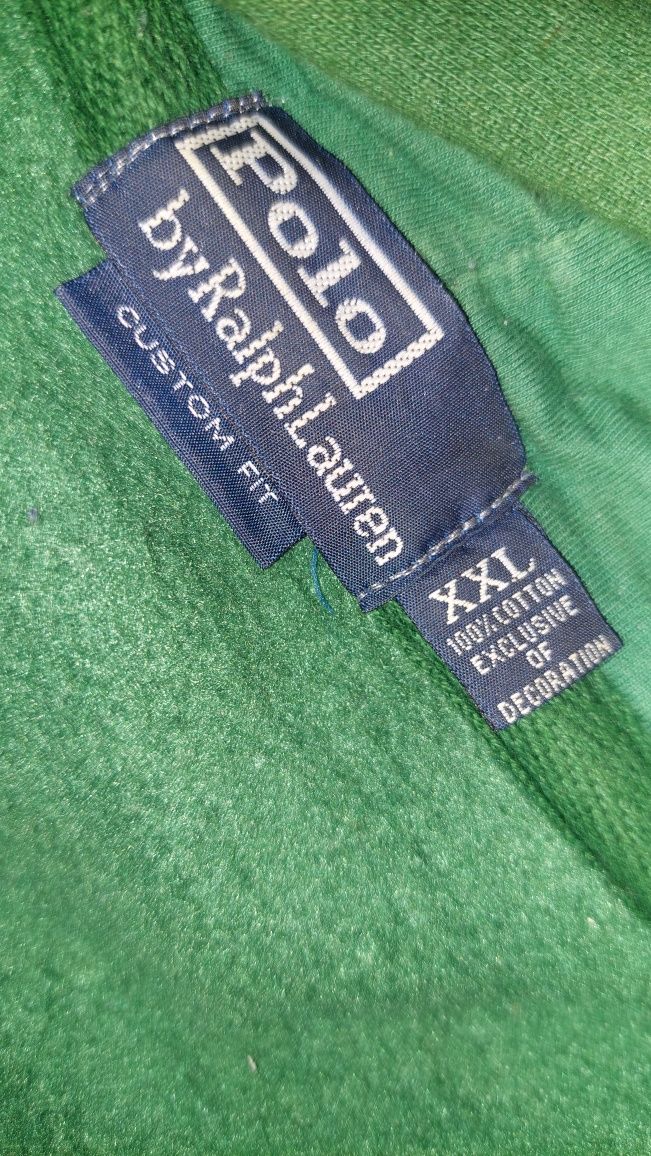 Polo
by Ralph Lauren
CUSTOM FIT
XXL
100% COTTON
EXCLUSIVE
OF
DECORATION